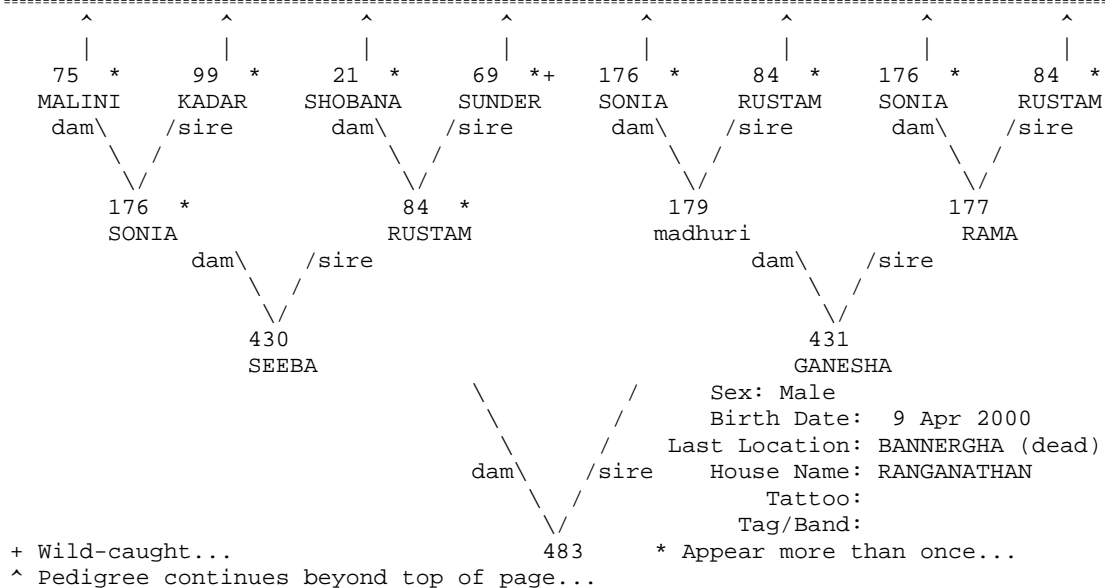 ================================================================================
^ ^ ^ ^ ^ ^ ^ ^
| | | | | | | |
75 * 99 * 21 * 69 *+ 176 * 84 * 176 * 84 *
MALINI KADAR SHOBANA SUNDER SONIA RUSTAM SONIA RUSTAM
dam\ /sire dam\ /sire dam\ /sire dam\ /sire
\ / \ / \ / \ /
\/ \/ \/ \/
176 * 84 * 179 177
SONIA RUSTAM madhuri RAMA
dam\ /sire dam\ /sire
\ / \ /
\/ \/
430 431
SEEBA GANESHA
\ / Sex: Male
\ / Birth Date: 9 Apr 2000
\ / Last Location: BANNERGHA (dead)
dam\ /sire House Name: RANGANATHAN
\ / Tattoo:
\/ Tag/Band:
+ Wild-caught... 483 * Appear more than once...
^ Pedigree continues beyond top of page...